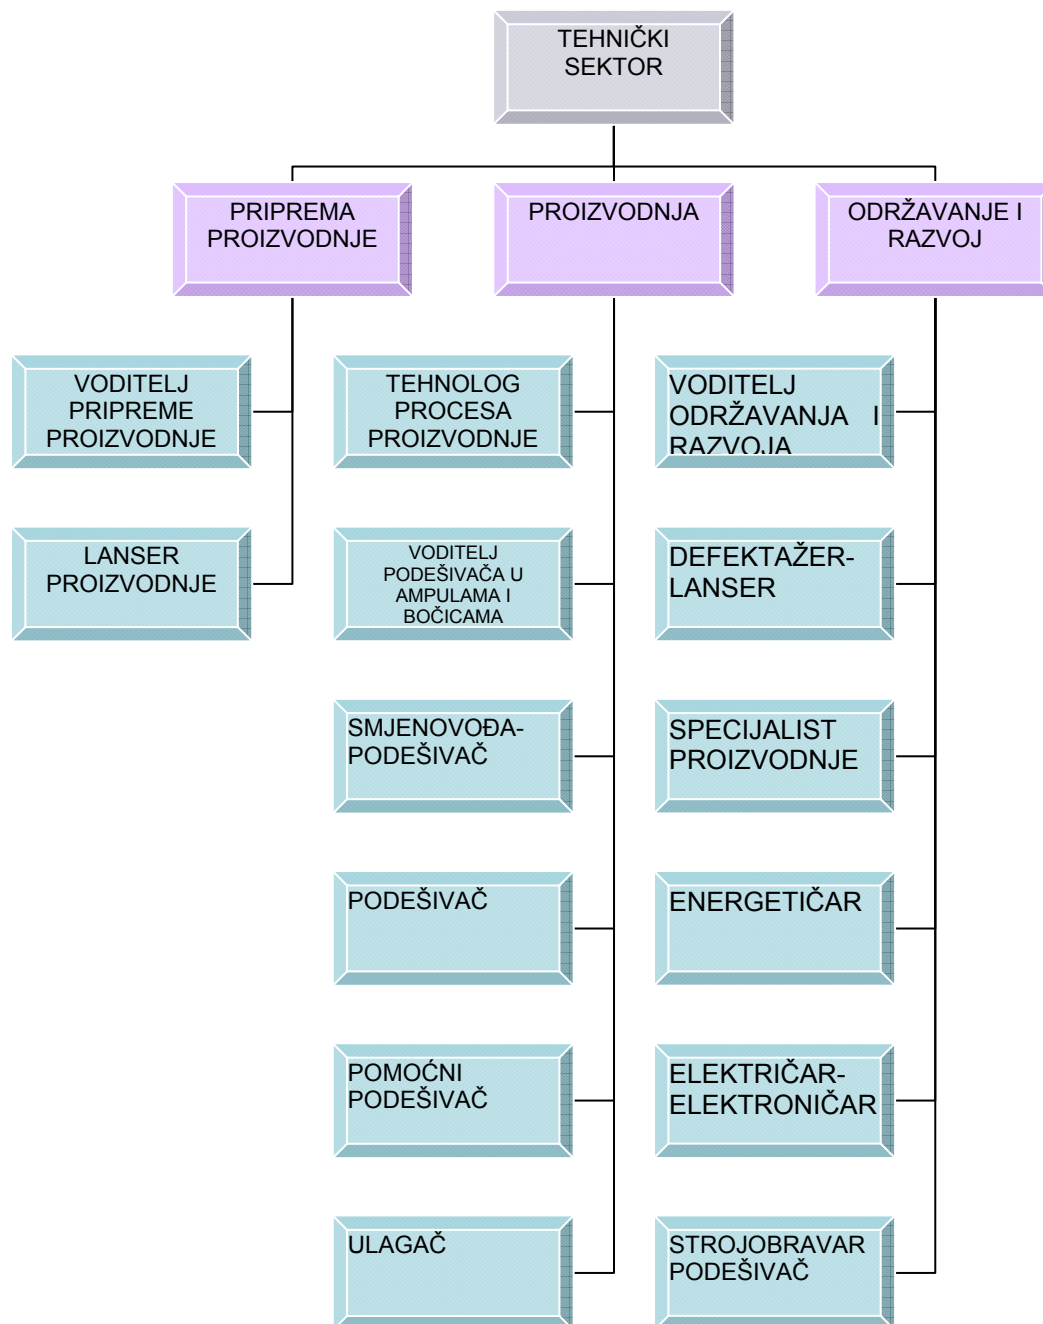 TEHNIČKI
SEKTOR
PRIPREMA
PROIZVODNJE
PROIZVODNJA
ODRŽAVANJE I
RAZVOJ
VODITELJ
PRIPREME
PROIZVODNJE
TEHNOLOG
PROCESA
PROIZVODNJE
VODITELJ
ODRŽAVANJA I
RAZVOJA
LANSER
PROIZVODNJE
VODITELJ
PODEŠIVAČA U
AMPULAMA I
BOČICAMA
DEFEKTAŽER-
LANSER
SMJENOVOĐA-
PODEŠIVAČ
SPECIJALIST
PROIZVODNJE
PODEŠIVAČ
ENERGETIČAR
POMOĆNI
PODEŠIVAČ
ELEKTRIČAR-
ELEKTRONIČAR
ULAGAČ
STROJOBRAVAR
PODEŠIVAČ